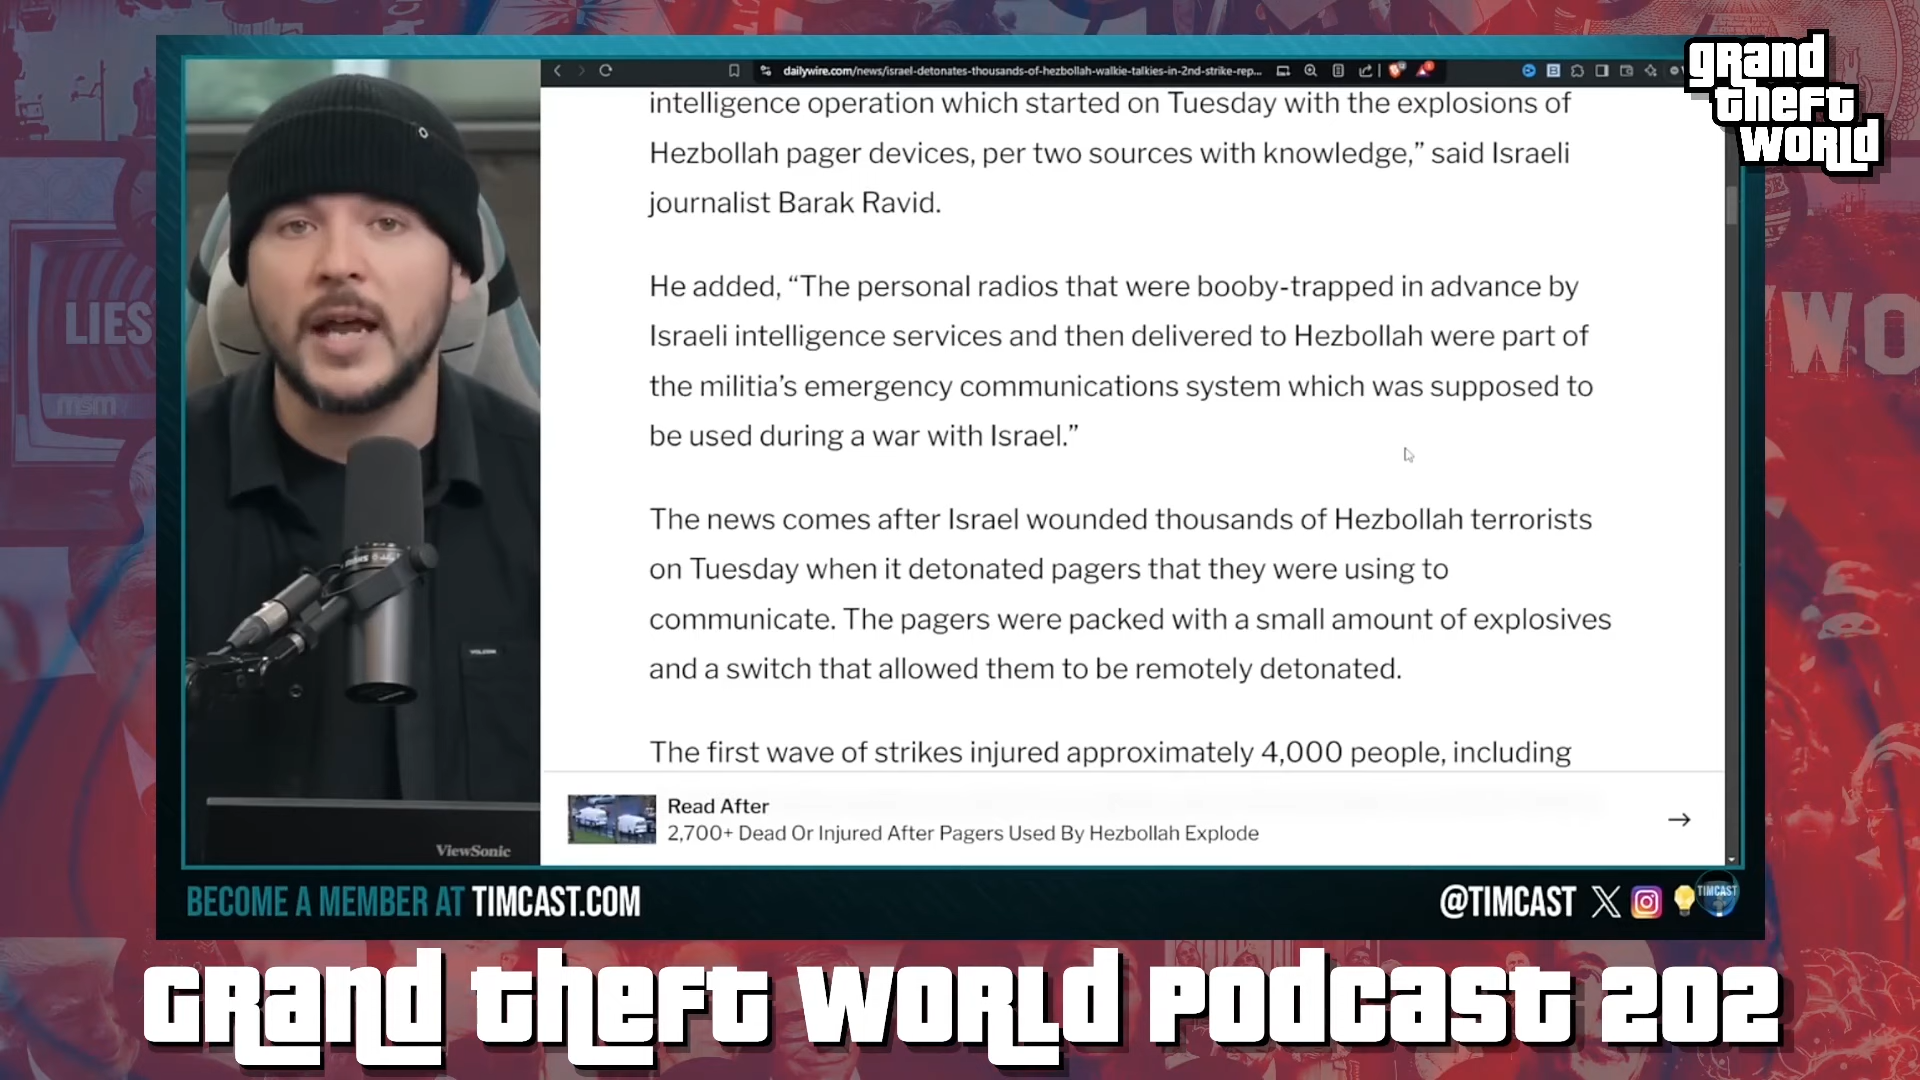 grand
theft
world
dailywire.com/news/israel-detonates-thousands-of-hezbollah-walkie-talkies-in-2nd-strike-rep...
intelligence operation which started on Tuesday with the explosions of
Hezbollah pager devices, per two sources with knowledge,” said Israeli
journalist Barak Ravid.
He added, “The personal radios that were booby-trapped in advance by
Israeli intelligence services and then delivered to Hezbollah were part of
the militia’s emergency communications system which was supposed to
be used during a war with Israel.”
The news comes after Israel wounded thousands of Hezbollah terrorists
on Tuesday when it detonated pagers that they were using to
communicate. The pagers were packed with a small amount of explosives
and a switch that allowed them to be remotely detonated.
The first wave of strikes injured approximately 4,000 people, including
Read After
2,700+ Dead Or Injured After Pagers Used By Hezbollah Explode
LIES
msm
VOLCOM
ViewSonic
BECOME A MEMBER AT TIMCAST.COM
@TIMCAST
TIMCAST
Grand Theft World Podcast 202